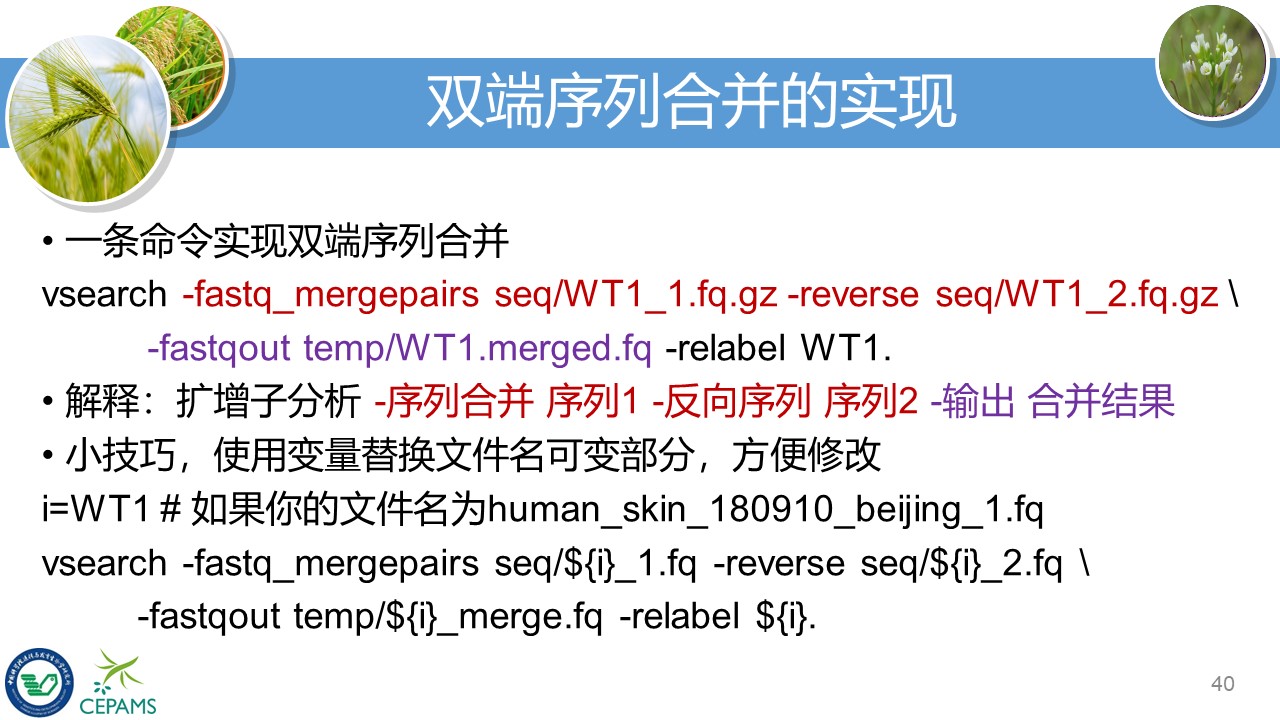 双端序列合并的实现
• 一条命令实现双端序列合并
vsearch -fastq_mergepairs seq/WT1_1.fq.gz -reverse seq/WT1_2.fq.gz \
-fastqout temp/WT1.merged.fq -relabel WT1.
• 解释：扩增子分析 -序列合并 序列1 -反向序列 序列2 -输出 合并结果
• 小技巧，使用变量替换文件名可变部分，方便修改
i=WT1 # 如果你的文件名为human_skin_180910_beijing_1.fq
vsearch -fastq_mergepairs seq/${i}_1.fq -reverse seq/${i}_2.fq \
-fastqout temp/${i}_merge.fq -relabel ${i}.
CEPAMS
40